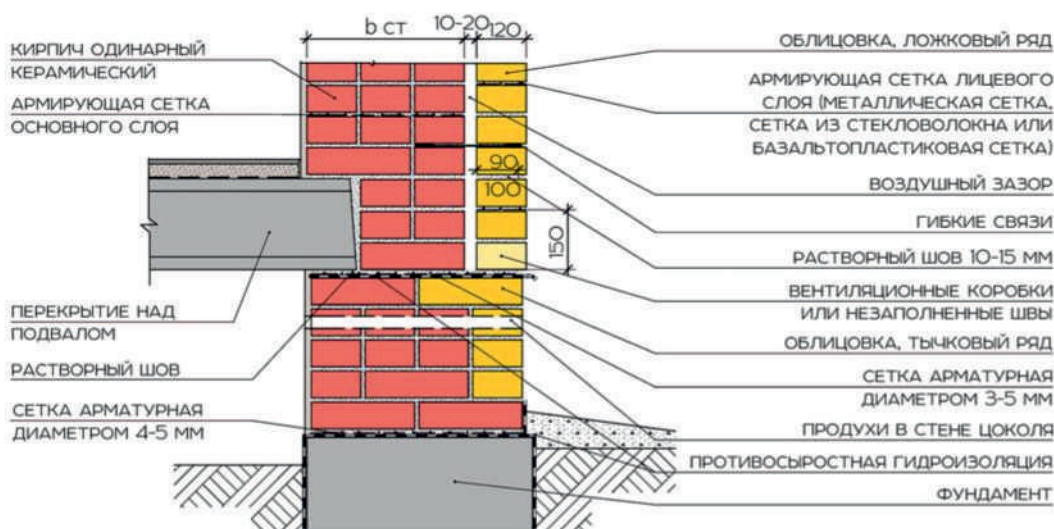 b ст
10-20
120
КИРПИЧ ОДИНАРНЫЙ
КЕРАМИЧЕСКИЙ
АРМИРУЮЩАЯ СЕТКА
ОСНОВНОГО СЛОЯ
ПЕРЕКРЫТИЕ НАД
ПОДВАЛОМ
РАСТВОРНЫЙ ШОВ
СЕТКА АРМАТУРНАЯ
ДИАМЕТРОМ 4-5 ММ
90
100
150
ОБЛИЦОВКА, ЛОЖКОВЫЙ РЯД
АРМИРУЮЩАЯ СЕТКА ЛИЦЕВОГО
СЛОЯ (МЕТАЛЛИЧЕСКАЯ СЕТКА,
СЕТКА ИЗ СТЕКЛОВОЛОКНА ИЛИ
БАЗАЛЬТОПЛАСТИКОВАЯ СЕТКА)
ВОЗДУШНЫЙ ЗАЗОР
ГИБКИЕ СВЯЗИ
РАСТВОРНЫЙ ШОВ 10-15 ММ
ВЕНТИЛЯЦИОННЫЕ КОРОБКИ
ИЛИ НЕЗАПОЛНЕННЫЕ ШВЫ
ОБЛИЦОВКА, ТЫЧКОВЫЙ РЯД
СЕТКА АРМАТУРНАЯ
ДИАМЕТРОМ 3-5 ММ
ПРОДУХИ В СТЕНЕ ЦОКОЛЯ
ПРОТИВОСЫРОСТНАЯ ГИДРОИЗОЛЯЦИЯ
ФУНДАМЕНТ